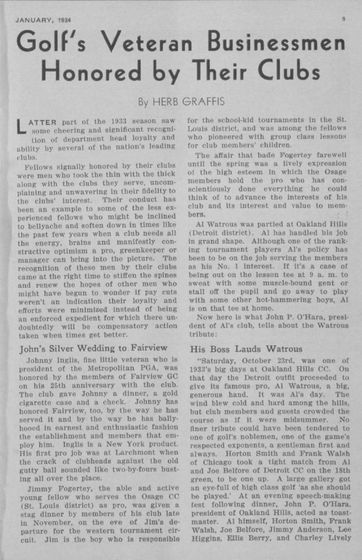 JANUARY, 1934
9
Golf's Veteran Businessmen
Honored by Their Clubs
By HERB GRAFFIS
LATTER part of the 1933 season saw
some cheering and significant recogni-
tion of department head loyalty and
ability by several of the nation's leading
clubs.
Fellows signally honored by their clubs
were men who took the thin with the thick
along with the clubs they serve, uncom-
plaining and unwavering in their fidelity to
the clubs' interest. Their conduct has
been an example to some of the less ex-
perienced fellows who might be inclined
to bellyache and soften down in times like
the past few years when a club needs all
the energy, brains and manifestly con-
structive optimism a pro, greenkeeper or
manager can bring into the picture. The
recognition of these men by their clubs
came at the right time to stiffen the spines
and renew the hopes of other men who
might have begun to wonder if pay cuts
weren't an indication their loyalty and
efforts were minimized instead of being
an enforced expedient for which there un-
doubtedly will be compensatory action
taken when times get better.
John's Silver Wedding to Fairview
Johnny Inglis, fine little veteran who is
president of the Metropolitan PGA, was
honored by the members of Fairview GC
on his 25th anniversary with the club.
The club gave Johnny a dinner, a gold
cigarette case and a check. Johnny has
honored Fairview, too, by the way he has
served it and by the way he has bally-
hooed in earnest and enthusiastic fashion
the establishment and members that em-
ploy him. Inglis is a New York product.
His first pro job was at Larchmont when
the crack of clubheads against the old
gutty ball sounded like two-by-fours bust-
ing all over the place.
Jimmy Fogertey, the able and active
young fellow who serves the Osage CC
(St. Louis district) as pro, was given a
stag dinner by members of his club late
in November, on the eve of Jim's de-
parture for the western tournament cir-
cuit. Jim is the boy who is responsible
for the school-kid tournaments in the St.
Louis district, and was among the fellows
who pioneered with group class lessons
for club members' children.
The affair that bade Fogertey farewell
until the spring was a lively expression
of the high esteem in which the Osage
members hold the pro who has con-
scientiously done everything he could
think of to advance the interests of his
club and its interest and value to mem-
bers.
Al Watrous was partied at Oakland Hills
(Detroit district). Al has handled his job
in grand shape. Although one of the rank-
ing tournament players Al's policy has
been to be on the job serving the members
as his No. 1 interest. If it's a case of
being out on the lesson tee at 9 a. m. to
sweat with some muscle-bound gent or
stall off the pupil and go away to play
with some other hot-hammering boys, Al
is on that tee at home.
Now here is what John P. O'Hara, presi-
dent of Al's club, tells about the Watrous
tribute:
His Boss Lauds Watrous
"Saturday, October 23rd, was one of
1933's big days at Oakland Hills CC. On
that day the Detroit outfit proceeded to
give its famous pro, Al Watrous, a big,
generous hand. It was Al's day. The
wind blew cold and hard among the hills,
but club members and guests crowded the
course as if it were midsummer. No
finer tribute could have been tendered to
one of golf's noblemen, one of the game's
respected exponents, a gentleman first and
always. Horton Smith and Frank Walsh
of Chicago took a tight match from Al
and Joe Belfore of Detroit CC on the 18th
green, to be one up. A large gallery got
an eye-full of high class golf 'as she should
be played.' At an evening speech-making
fest following dinner, John P. O'Hara,
president of Oakland Hills, acted as toast-
master. Al himself, Horton Smith, Frank
Walsh, Joe Belfore, Jimmy Anderson, Lee
Higgins, Ellis Berry, and Charley Lively